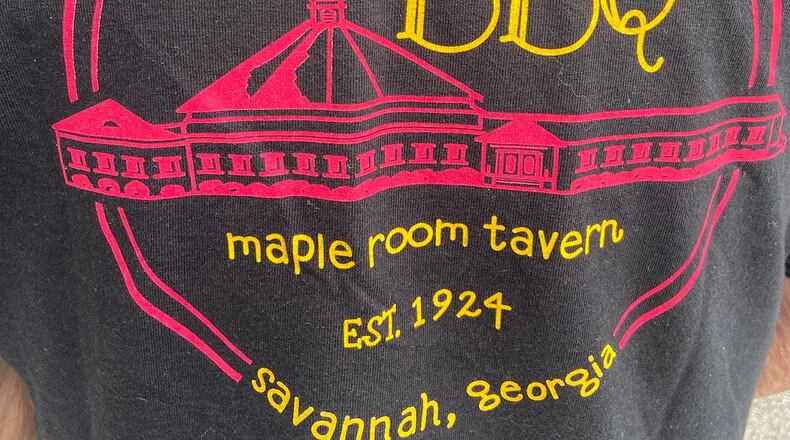 BBQ
maple room tavern
EST. 1924
savannah, georgia